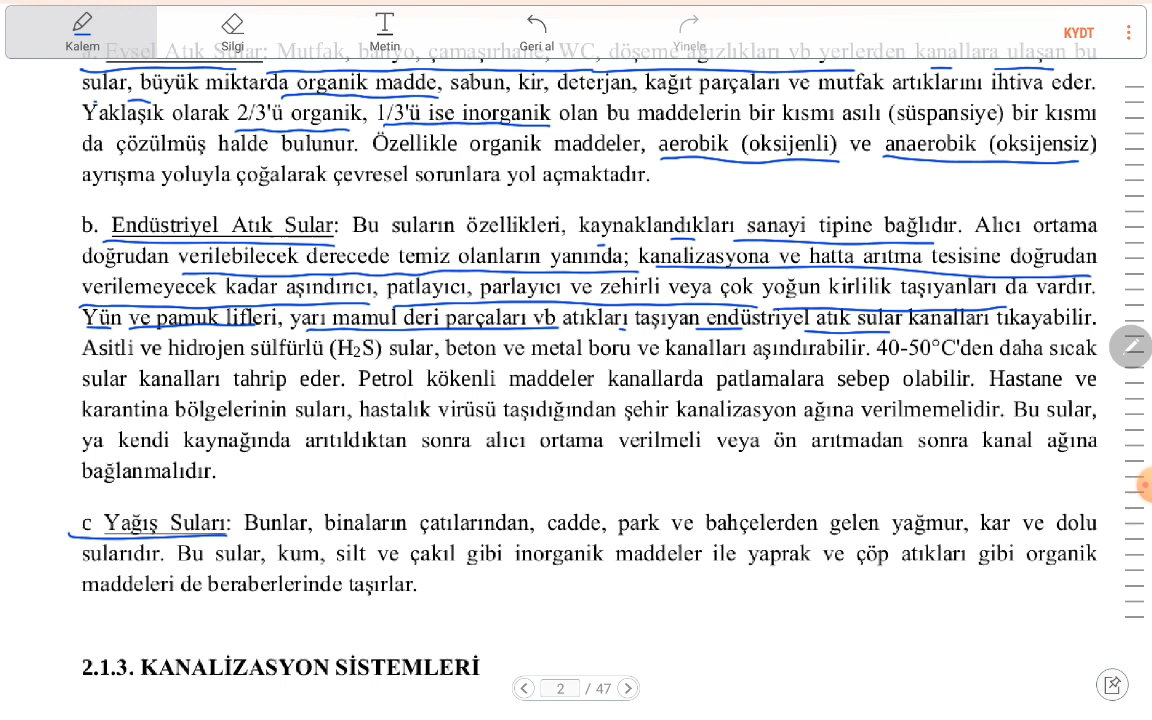 Kalem
Silgi
Metin
Geri al
Yinele
KYDT
a. Evsel Atık Sular: Mutfak, banyo, çamaşırhane, WC, döşeme ağızlıkları vb yerlerden kanallara ulaşan bu
sular, büyük miktarda organik madde, sabun, kir, deterjan, kağıt parçaları ve mutfak artıklarını ihtiva eder.
Yaklaşık olarak 2/3'ü organik, 1/3'ü ise inorganik olan bu maddelerin bir kısmı asılı (süspansiye) bir kısmı
da çözülmüş halde bulunur. Özellikle organik maddeler, aerobik (oksijenli) ve anaerobik (oksijensiz)
ayrışma yoluyla çoğalarak çevresel sorunlara yol açmaktadır.
b. Endüstriyel Atık Sular: Bu suların özellikleri, kaynaklandıkları sanayi tipine bağlıdır. Alıcı ortama
doğrudan verilebilecek derecede temiz olanların yanında; kanalizasyona ve hatta arıtma tesisine doğrudan
verilemeyecek kadar aşındırıcı, patlayıcı, parlayıcı ve zehirli veya çok yoğun kirlilik taşıyanları da vardır.
Yün ve pamuk lifleri, yarı mamul deri parçaları vb atıkları taşıyan endüstriyel atık sular kanalları tıkayabilir.
Asitli ve hidrojen sülfürlü (H2S) sular, beton ve metal boru ve kanalları aşındırabilir. 40-50°C'den daha sıcak
sular kanalları tahrip eder. Petrol kökenli maddeler kanallarda patlamalara sebep olabilir. Hastane ve
karantina bölgelerinin suları, hastalık virüsü taşıdığından şehir kanalizasyon ağına verilmemelidir. Bu sular,
ya kendi kaynağında arıtıldıktan sonra alıcı ortama verilmeli veya ön arıtmadan sonra kanal ağına
bağlanmalıdır.
c Yağış Suları: Bunlar, binaların çatılarından, cadde, park ve bahçelerden gelen yağmur, kar ve dolu
sularıdır. Bu sular, kum, silt ve çakıl gibi inorganik maddeler ile yaprak ve çöp atıkları gibi organik
maddeleri de beraberlerinde taşırlar.
2.1.3. KANALİZASYON SİSTEMLERİ
2 / 47